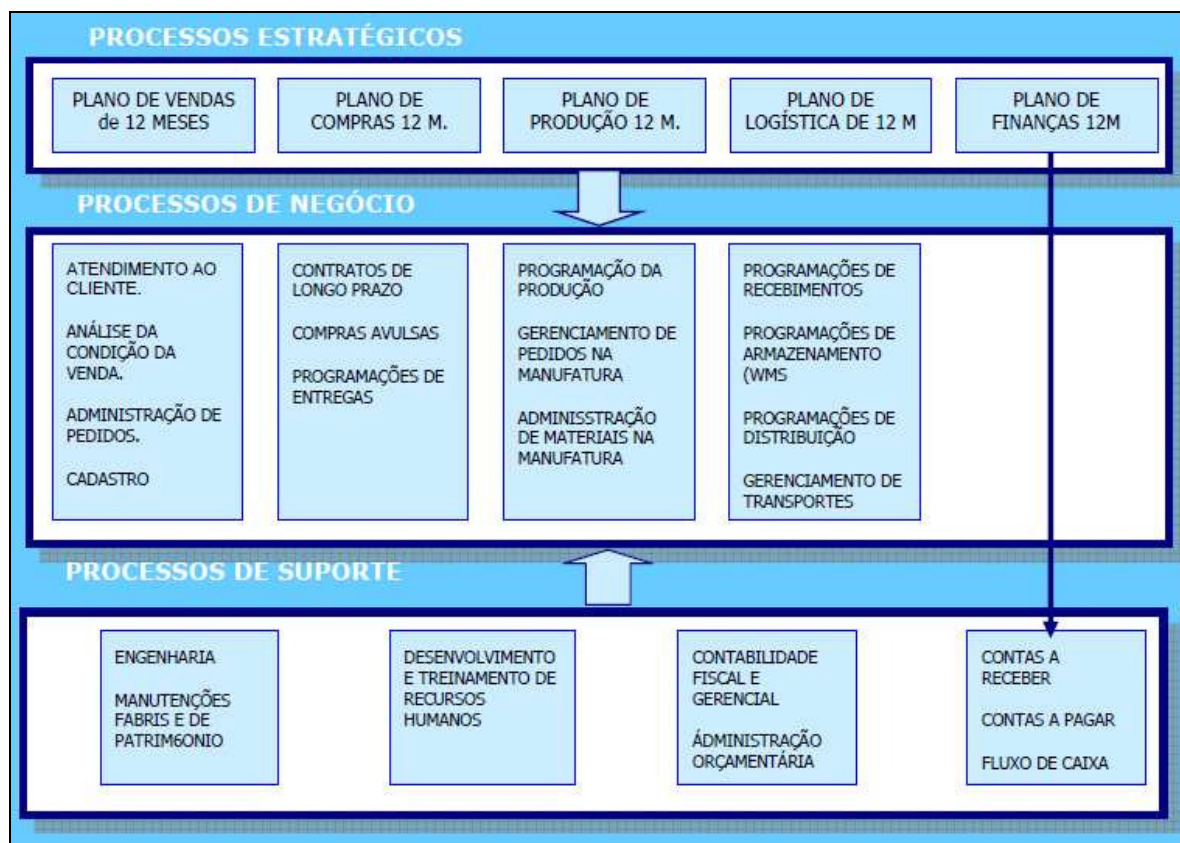 PROCESSOS ESTRATÉGICOS
PLANO DE VENDAS
de 12 MESES
PLANO DE
COMPRAS 12 M.
PLANO DE
PRODUÇÃO 12 M.
PLANO DE
LOGÍSTICA DE 12 M
PLANO DE
FINANÇAS 12M
PROCESSOS DE NEGÓCIO
ATENDIMENTO AO
CLIENTE.
ANÁLISE DA
CONDIÇÃO DA
VENDA.
ADMINISTRAÇÃO DE
PEDIDOS.
CADASTRO
CONTRATOS DE
LONGO PRAZO
COMPRAS AVULSAS
PROGRAMAÇÕES DE
ENTREGAS
PROGRAMAÇÃO DA
PRODUÇÃO
GERENCIAMENTO DE
PEDIDOS NA
MANUFATURA
ADMINISSTRAÇÃO
DE MATERIAIS NA
MANUFATURA
PROGRAMAÇÕES DE
RECEBIMENTOS
PROGRAMAÇÕES DE
ARMAZENAMENTO
(WMS
PROGRAMAÇÕES DE
DISTRIBUIÇÃO
GERENCIAMENTO DE
TRANSPORTES
PROCESSOS DE SUPORTE
ENGENHARIA
MANUTENÇÕES
FABRIS E DE
PATRIM6ONIO
DESENVOLVIMENTO
E TREINAMENTO DE
RECURSOS
HUMANOS
CONTABILIDADE
FISCAL E
GERENCIAL
ÁDMINISTRAÇÃO
ORÇAMENTÁRIA
CONTAS A
RECEBER
CONTAS A PAGAR
FLUXO DE CAIXA